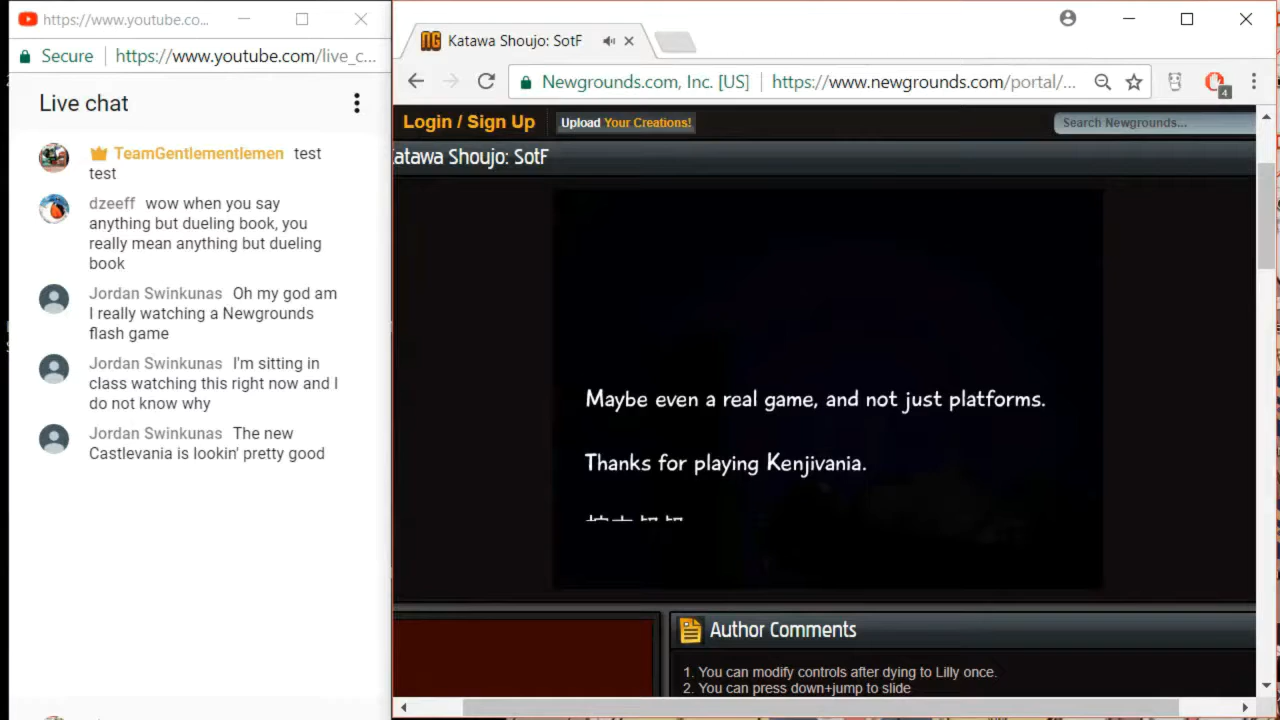 https://www.youtube.co...
Secure https://www.youtube.com/live_c...
Live chat
TeamGentlementlemen test
test
dzeeff wow when you say
anything but dueling book, you
really mean anything but dueling
book
Jordan Swinkunas Oh my god am
I really watching a Newgrounds
flash game
Jordan Swinkunas I'm sitting in
class watching this right now and I
do not know why
Jordan Swinkunas The new
Castlevania is lookin' pretty good
NG Katawa Shoujo: SotF
Newgrounds.com, Inc. [US] https://www.newgrounds.com/portal/...
4
Login / Sign Up Upload Your Creations! Search Newgrounds...
atawa Shoujo: SotF
Maybe even a real game, and not just platforms.
Thanks for playing Kenjivania.
Author Comments
1. You can modify controls after dying to Lilly once.
2. You can press down+jump to slide